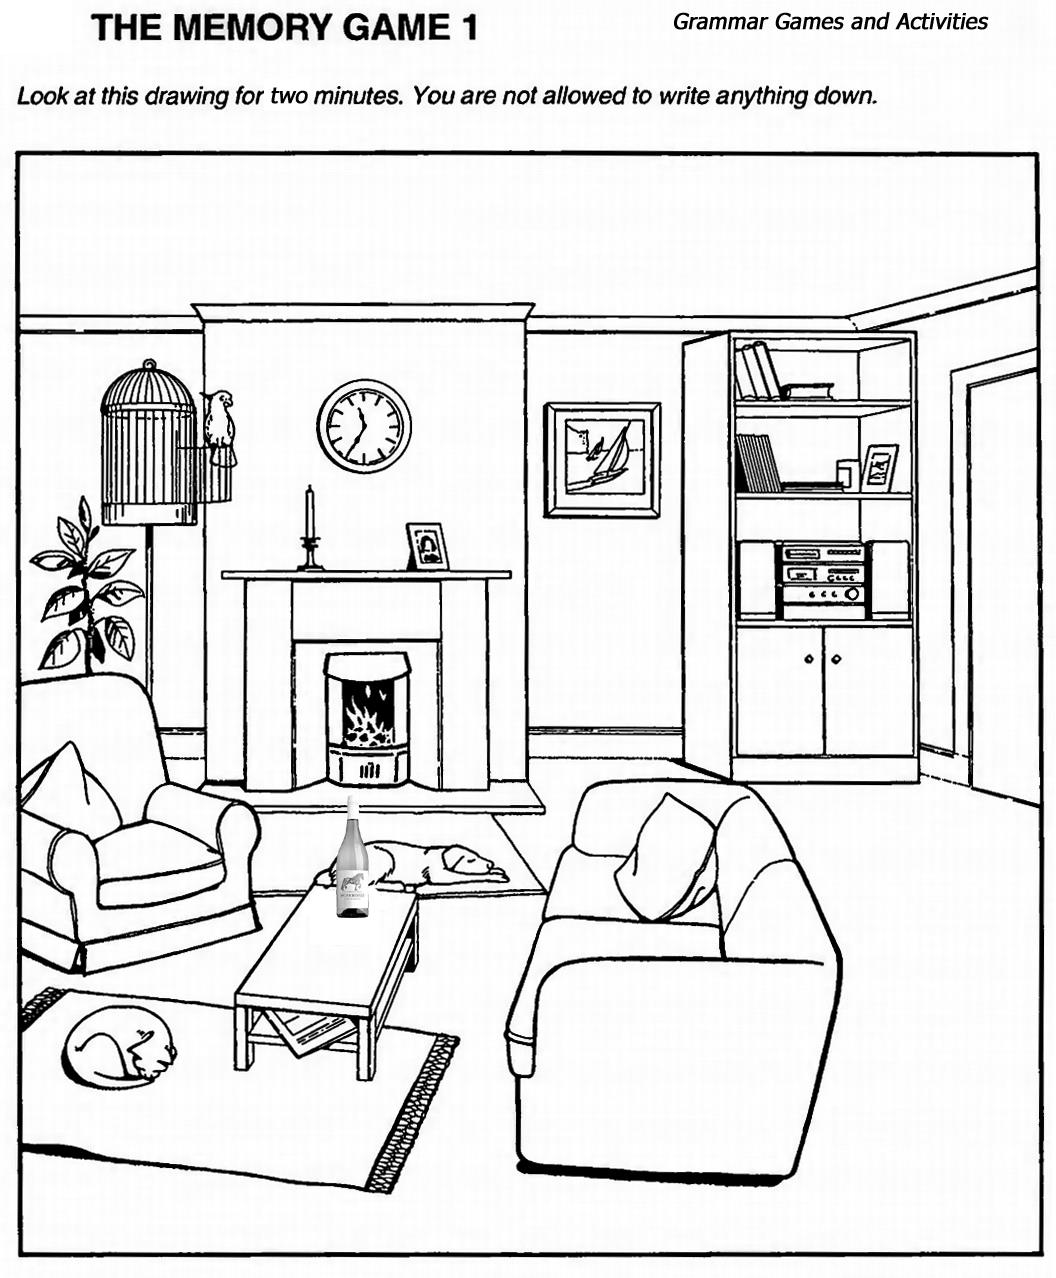 THE MEMORY GAME 1
Grammar Games and Activities
Look at this drawing for two minutes. You are not allowed to write anything down.